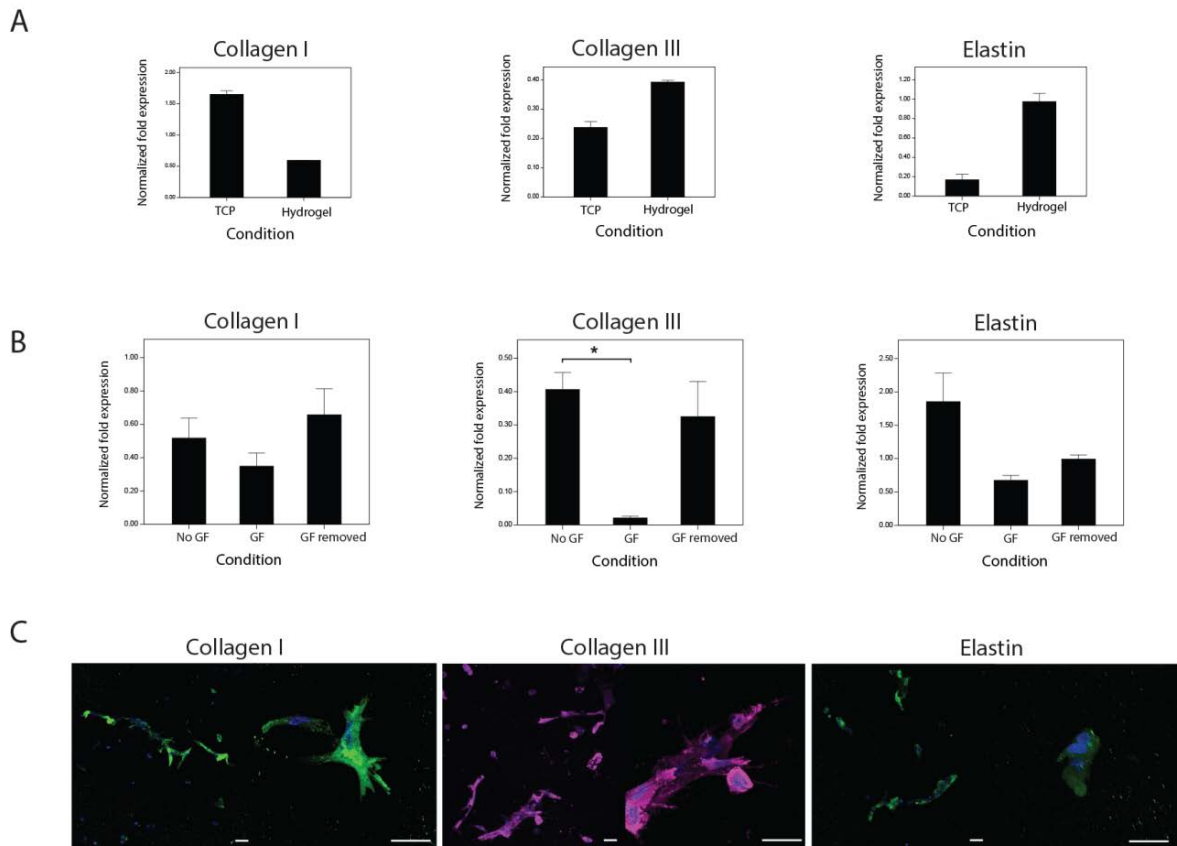 A
Collagen I
Collagen III
Elastin
Normalized fold expression
2.00
1.50
1.00
0.50
0.00
TCP
Hydrogel
Condition
Normalized fold expression
0.40
0.30
0.20
0.10
0.00
TCP
Hydrogel
Condition
Normalized fold expression
1.20
1.00
0.80
0.60
0.40
0.20
0.00
TCP
Hydrogel
Condition
B
Collagen I
Collagen III
Elastin
Normalized fold expression
1.00
0.80
0.60
0.40
0.20
0.00
No GF
GF
GF removed
Condition
Normalized fold expression
0.50
0.40
0.30
0.20
0.10
0.00
*
No GF
GF
GF removed
Condition
Normalized fold expression
2.50
2.00
1.50
1.00
0.50
0.00
No GF
GF
GF removed
Condition
C
Collagen I
Collagen III
Elastin